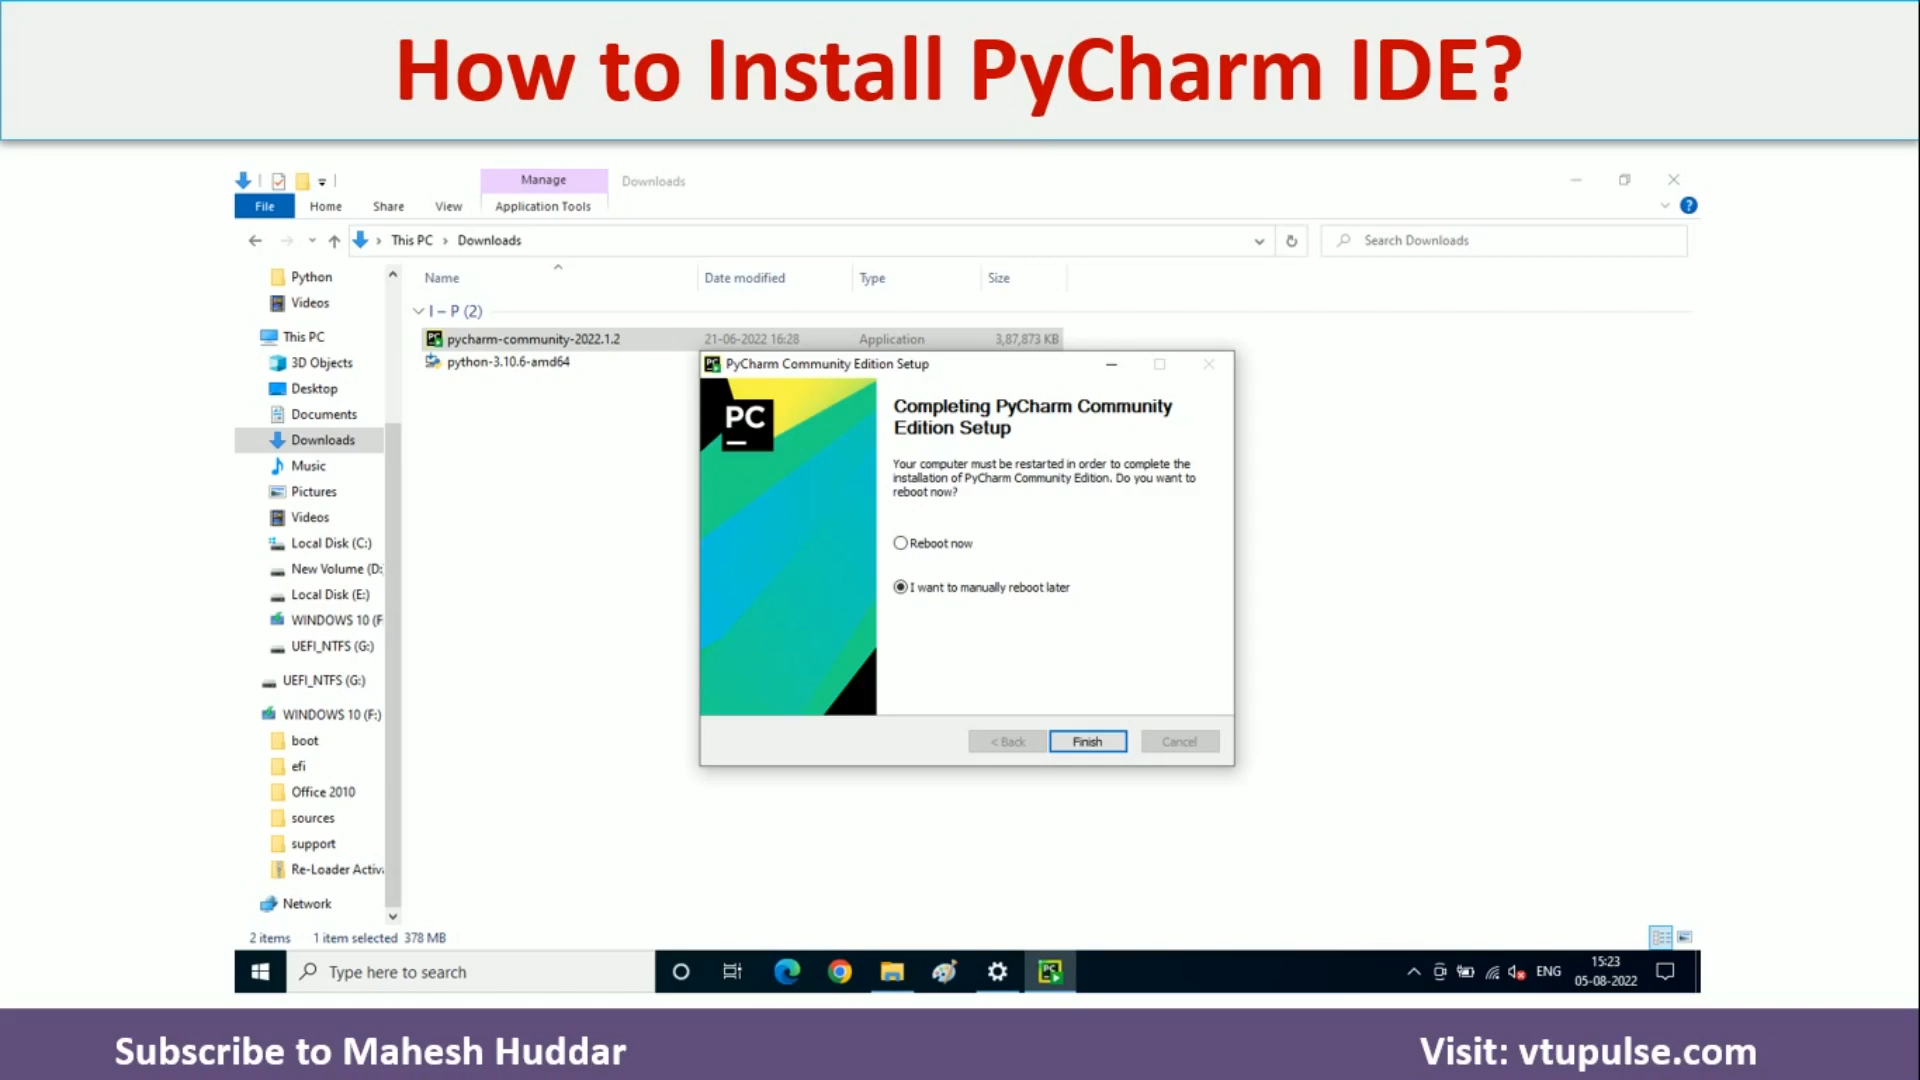 How to Install PyCharm IDE?
Manage
Downloads
File
Home
Share
View
Application Tools
This PC
Downloads
Search Downloads
Name
Date modified
Type
Size
Python
Videos
This PC
3D Objects
Desktop
Documents
Downloads
Music
Pictures
Videos
Local Disk (C:)
New Volume (D:
Local Disk (E:)
WINDOWS 10 (F
UEFI_NTFS (G:)
UEFI_NTFS (G:)
WINDOWS 10 (F:)
boot
efi
Office 2010
sources
support
Re-Loader Activ
Network
I – P (2)
pycharm-community-2022.1.2 21-06-2022 16:28 Application 3,87,873 KB
python-3.10.6-amd64
PyCharm Community Edition Setup
PC
Completing PyCharm Community
Edition Setup
Your computer must be restarted in order to complete the
installation of PyCharm Community Edition. Do you want to
reboot now?
Reboot now
I want to manually reboot later
< Back
Finish
Cancel
2 items 1 item selected 378 MB
Type here to search
ENG
15:23
05-08-2022
Subscribe to Mahesh Huddar
Visit: vtupulse.com